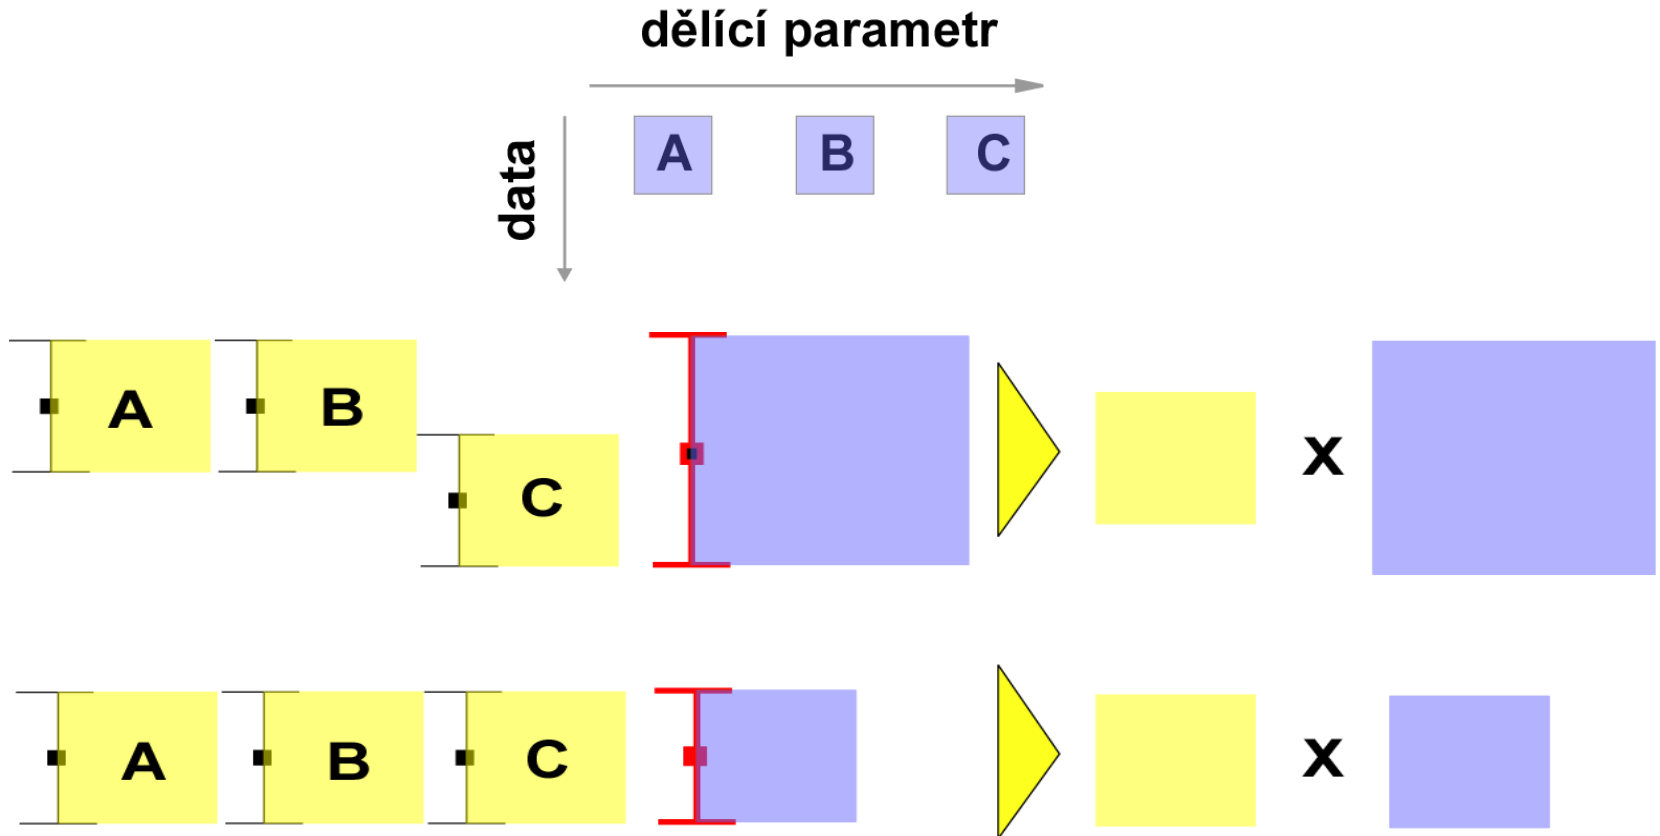 dělící parametr
data
A B C
A B
C
X
A B C
X